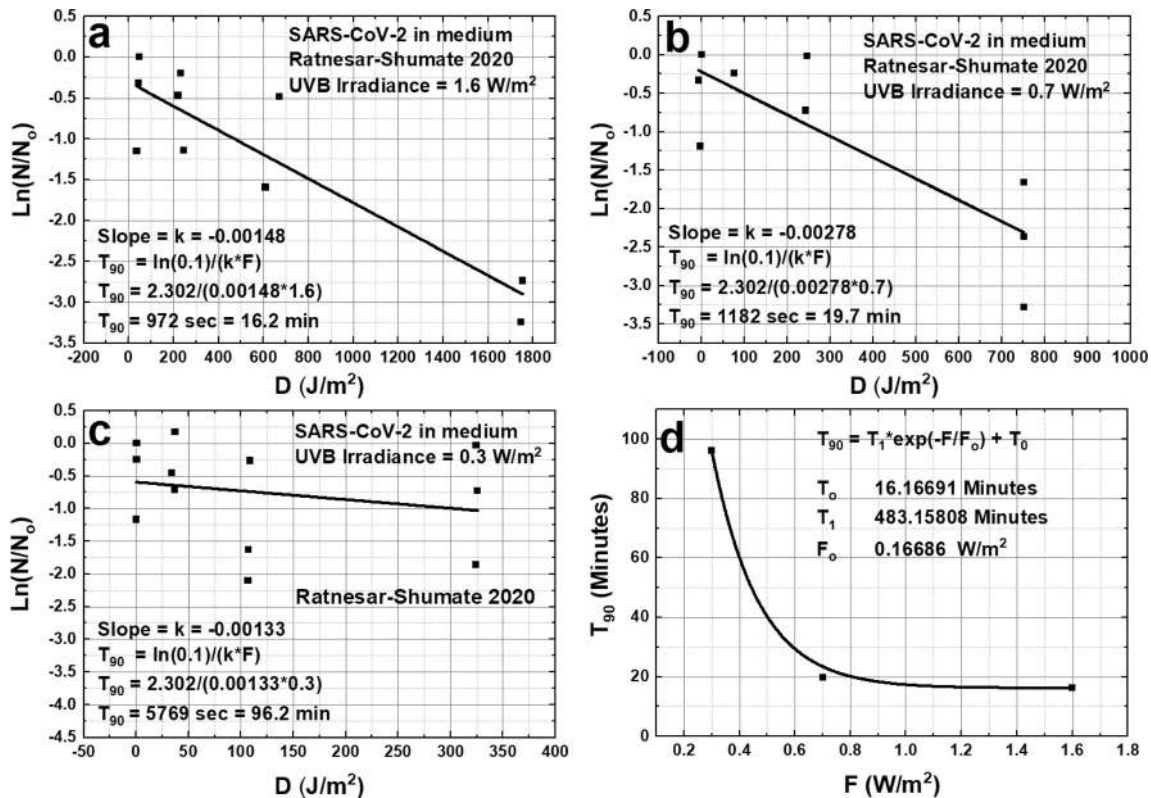 a
SARS-CoV-2 in medium
Ratnesar-Shumate 2020
UVB Irradiance = 1.6 W/m²
Slope = k = -0.00148
T₉₀ = ln(0.1)/(k*F)
T₉₀ = 2.302/(0.00148*1.6)
T₉₀ = 972 sec = 16.2 min
Ln(N/Nₒ)
0.5
0.0
-0.5
-1.0
-1.5
-2.0
-2.5
-3.0
-3.5
-200 0 200 400 600 800 1000 1200 1400 1600 1800
D (J/m²)
b
SARS-CoV-2 in medium
Ratnesar-Shumate 2020
UVB Irradiance = 0.7 W/m²
Slope = k = -0.00278
T₉₀ = ln(0.1)/(k*F)
T₉₀ = 2.302/(0.00278*0.7)
T₉₀ = 1182 sec = 19.7 min
Ln(N/Nₒ)
0.5
0.0
-0.5
-1.0
-1.5
-2.0
-2.5
-3.0
-3.5
-100 0 100 200 300 400 500 600 700 800 900 1000
D (J/m²)
c
SARS-CoV-2 in medium
UVB Irradiance = 0.3 W/m²
Ratnesar-Shumate 2020
Slope = k = -0.00133
T₉₀ = ln(0.1)/(k*F)
T₉₀ = 2.302/(0.00133*0.3)
T₉₀ = 5769 sec = 96.2 min
Ln(N/Nₒ)
0.5
0.0
-0.5
-1.0
-1.5
-2.0
-2.5
-3.0
-3.5
-4.0
-4.5
-50 0 50 100 150 200 250 300 350 400
D (J/m²)
d
T₉₀ = T₁*exp(-F/Fₒ) + T₀
Tₒ 16.16691 Minutes
T₁ 483.15808 Minutes
Fₒ 0.16686 W/m²
T₉₀ (Minutes)
100
80
60
40
20
0
0.2 0.4 0.6 0.8 1.0 1.2 1.4 1.6 1.8
F (W/m²)